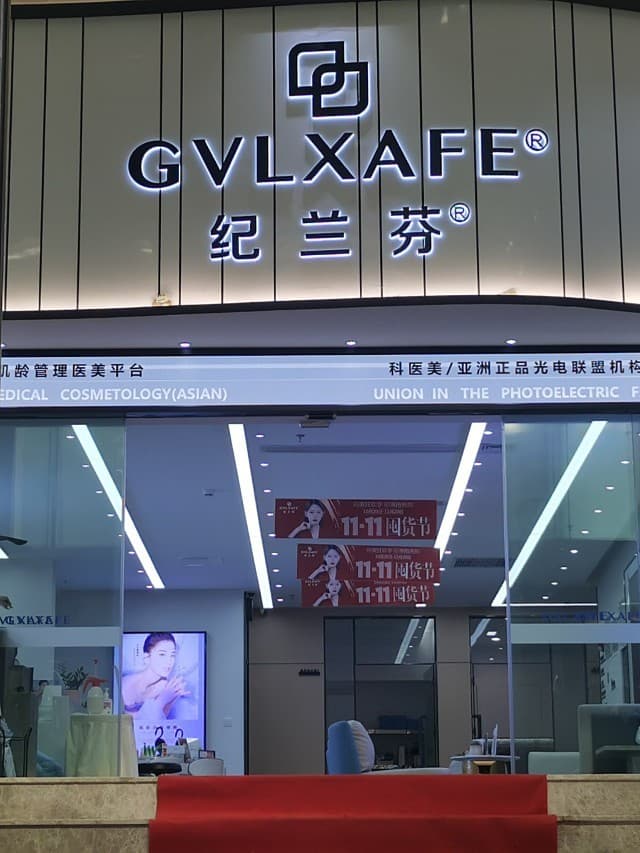 GVLXAFE®
纪兰芬®
肌龄管理医美平台
科医美/亚洲正品光电联盟机构
EDICAL COSMETOLOGY(ASIAN)
UNION IN THE PHOTOELECTRIC F
GVLXAFE
11·11囤货节
11·11囤货节
11·11囤货节